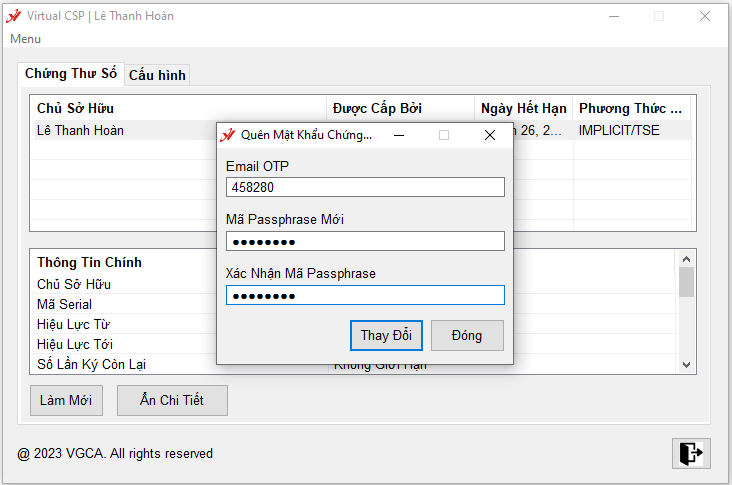 Virtual CSP | Lê Thanh Hoàn
Menu
Chứng Thư Số
Cấu hình
Chủ Sở Hữu
Được Cấp Bởi
Ngày Hết Hạn
Phương Thức ...
Lê Thanh Hoàn
26, 2...
IMPLICIT/TSE
Quên Mật Khẩu Chứng...
Email OTP
458280
Mã Passphrase Mới
●●●●●●●●
Xác Nhận Mã Passphrase
●●●●●●●●
Thay Đổi
Đóng
Thông Tin Chính
Chủ Sở Hữu
Mã Serial
Hiệu Lực Từ
Hiệu Lực Tới
Số Lần Ký Còn Lại
Không Giới Hạn
Làm Mới
Ẩn Chi Tiết
@ 2023 VGCA. All rights reserved